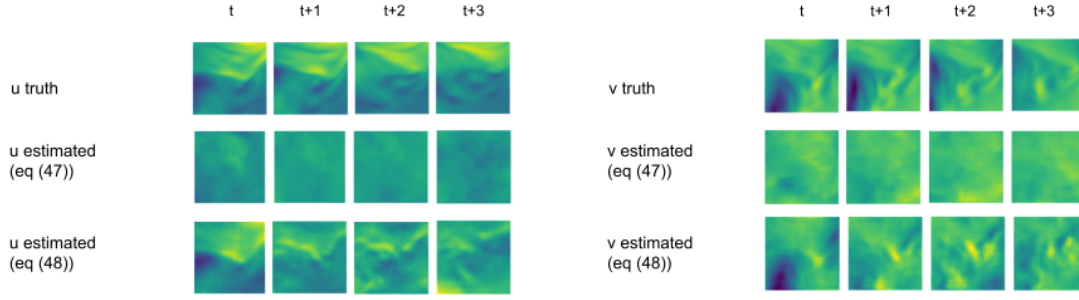 t t+1 t+2 t+3 t t+1 t+2 t+3
u truth v truth
u estimated v estimated
(eq (47)) (eq (47))
u estimated v estimated
(eq (48)) (eq (48))